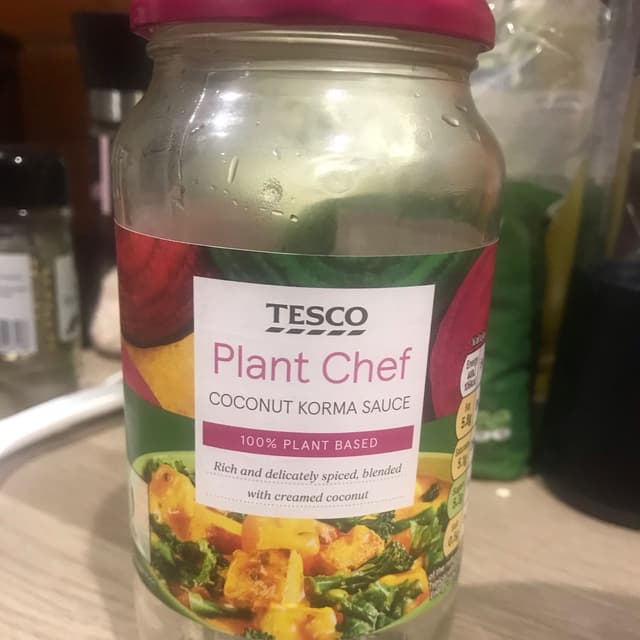 TESCO
Plant Chef
COCONUT KORMA SAUCE
100% PLANT BASED
Rich and delicately spiced, blended
with creamed coconut